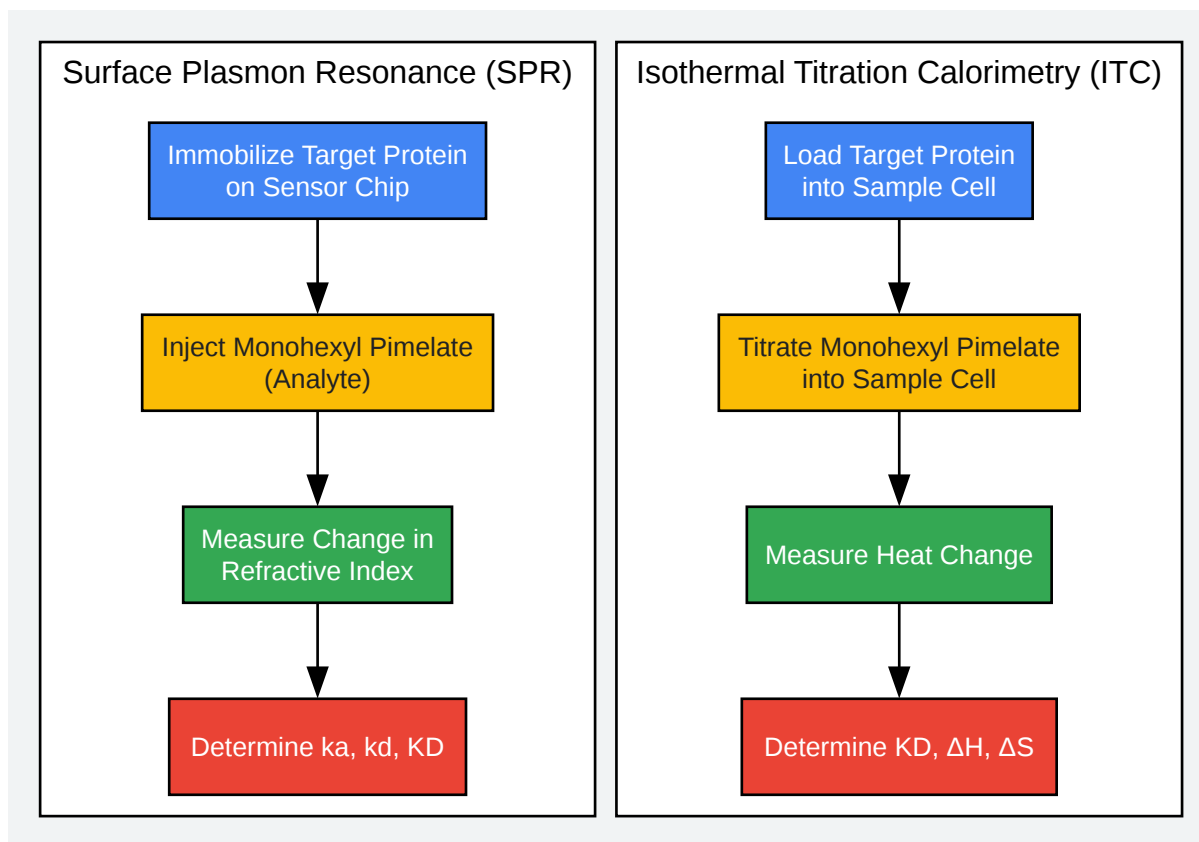 Surface Plasmon Resonance (SPR)
Immobilize Target Protein
on Sensor Chip
Inject Monohexyl Pimelate
(Analyte)
Measure Change in
Refractive Index
Determine ka, kd, KD
Isothermal Titration Calorimetry (ITC)
Load Target Protein
into Sample Cell
Titrate Monohexyl Pimelate
into Sample Cell
Measure Heat Change
Determine KD, ΔH, ΔS